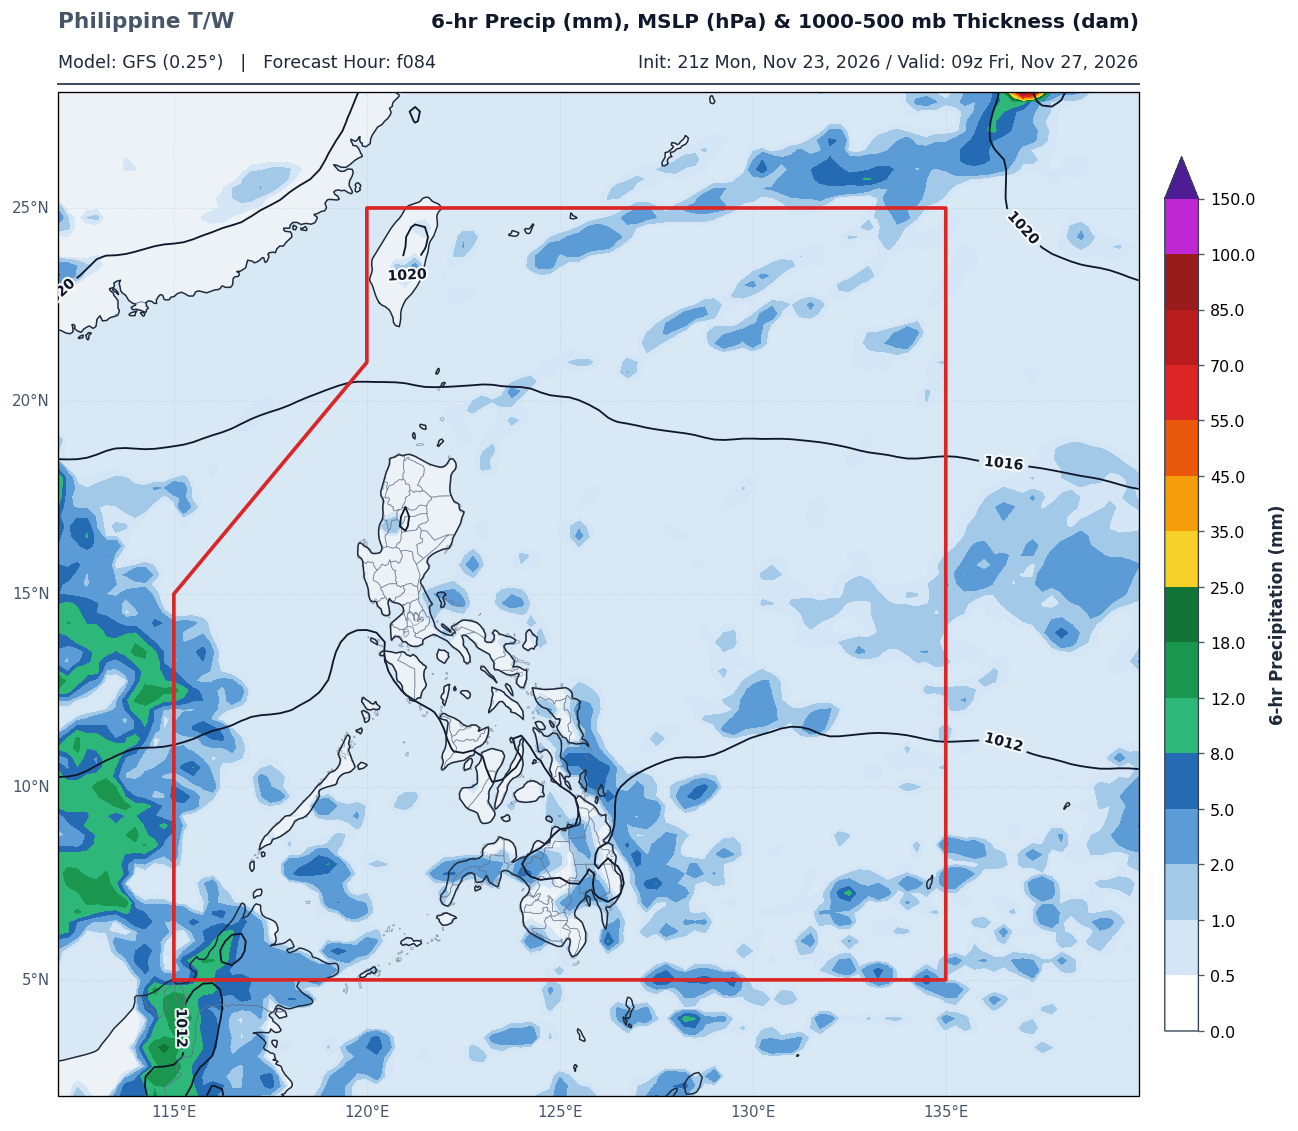 Philippine T/W
6-hr Precip (mm), MSLP (hPa) & 1000-500 mb Thickness (dam)
Model: GFS (0.25°) | Forecast Hour: f084
Init: 21z Mon, Nov 23, 2026 / Valid: 09z Fri, Nov 27, 2026
25°N
20°N
15°N
10°N
5°N
115°E
120°E
125°E
130°E
135°E
20
1020
1020
1016
1012
1012
150.0
100.0
85.0
70.0
55.0
45.0
35.0
25.0
18.0
12.0
8.0
5.0
2.0
1.0
0.5
0.0
6-hr Precipitation (mm)